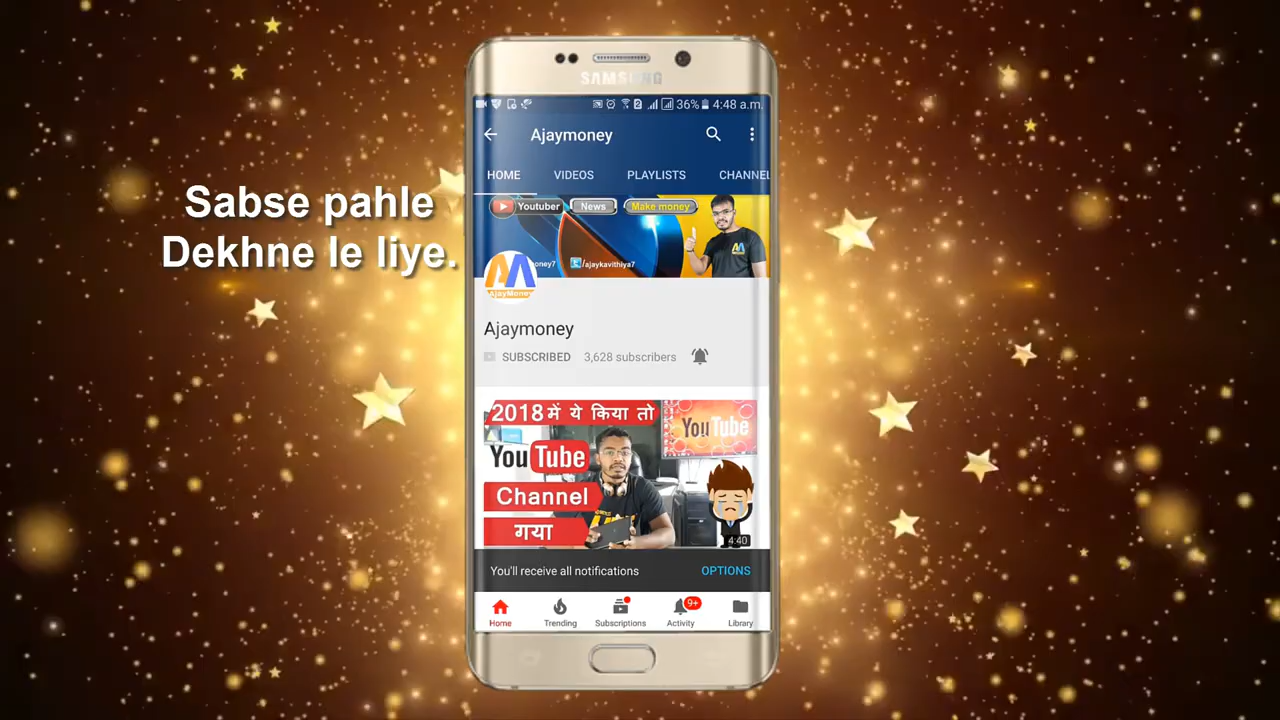 Sabse pahle
Dekhne le liye.
SAMSUNG
36% 4:48 a.m.
Ajaymoney
HOME VIDEOS PLAYLISTS CHANNEL
Youtuber News Make money
oney7 /ajaykavithiya7
AjayMoney
Ajaymoney
SUBSCRIBED 3,628 subscribers
2018 में ये किया तो
YouTube
YouTube
Channel
गया
4:40
You'll receive all notifications OPTIONS
9+
Home Trending Subscriptions Activity Library